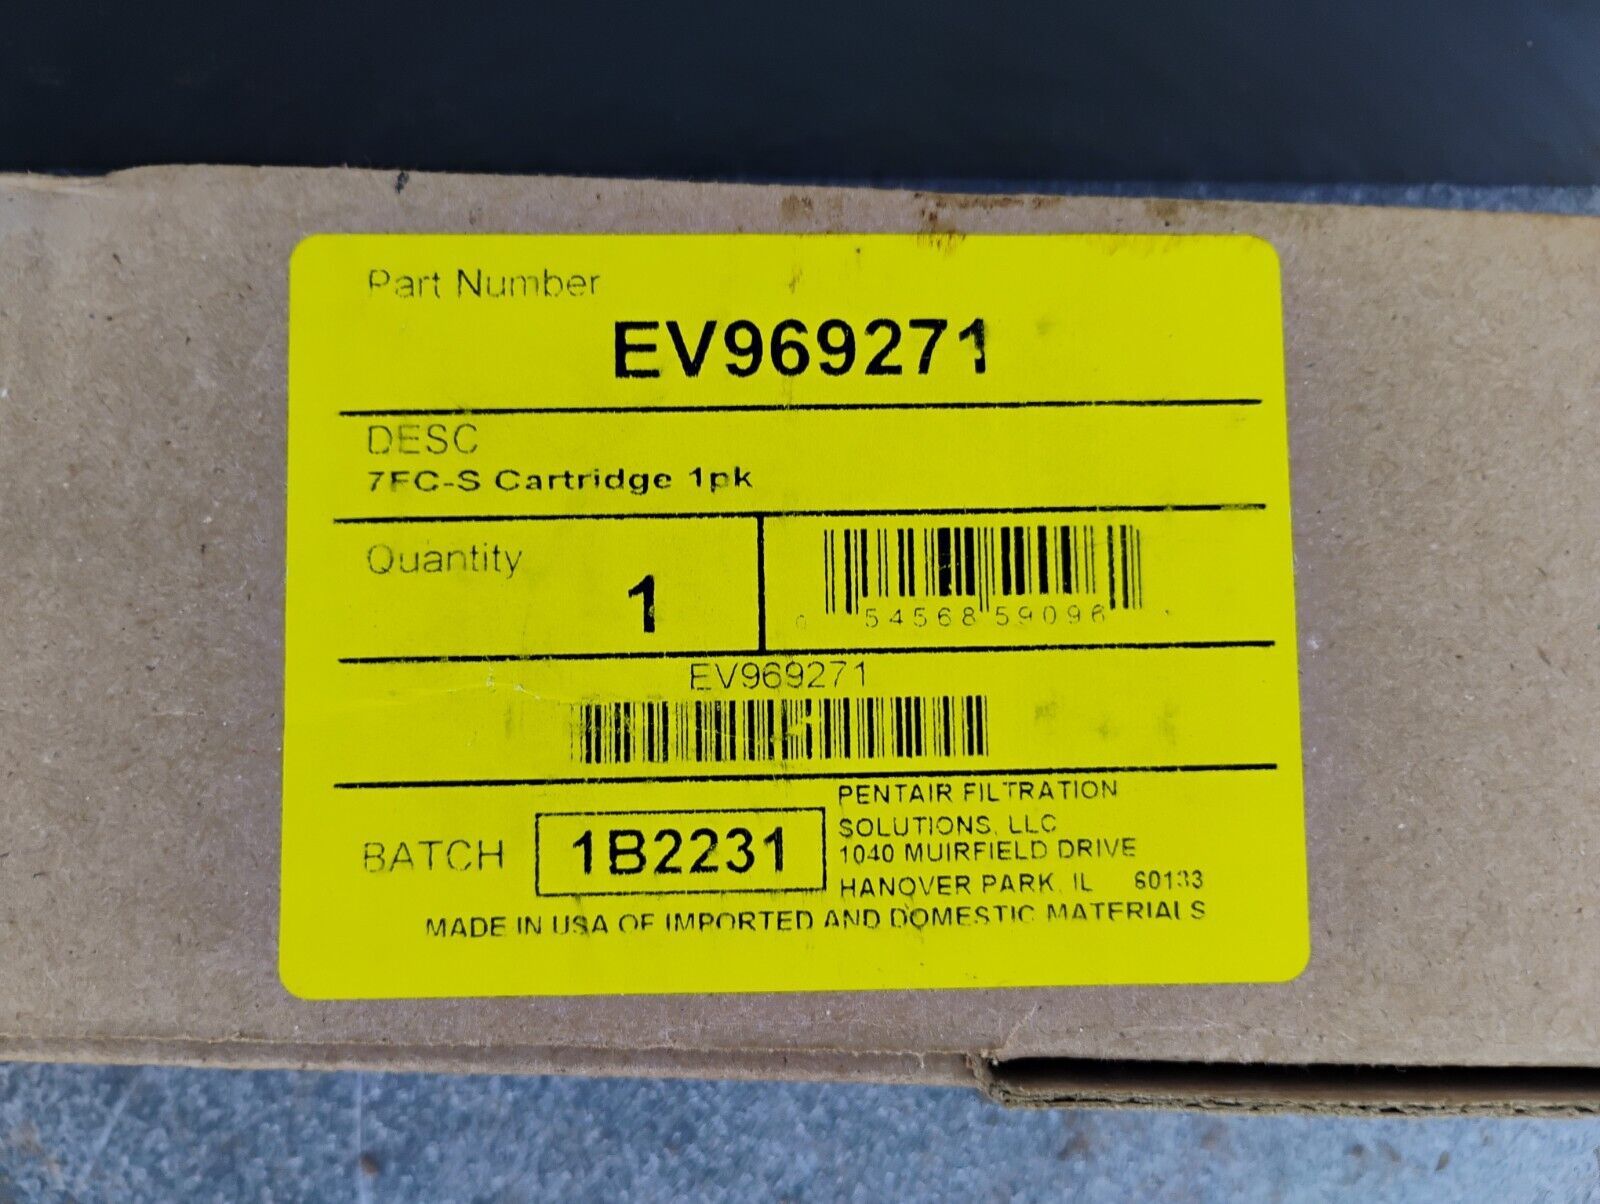 Part Number
EV969271
DESC
7FC-S Cartridge 1pk
Quantity
1
0 54568 59096
EV969271
BATCH
1B2231
PENTAIR FILTRATION
SOLUTIONS, LLC
1040 MUIRFIELD DRIVE
HANOVER PARK, IL 60133
MADE IN USA OF IMPORTED AND DOMESTIC MATERIALS